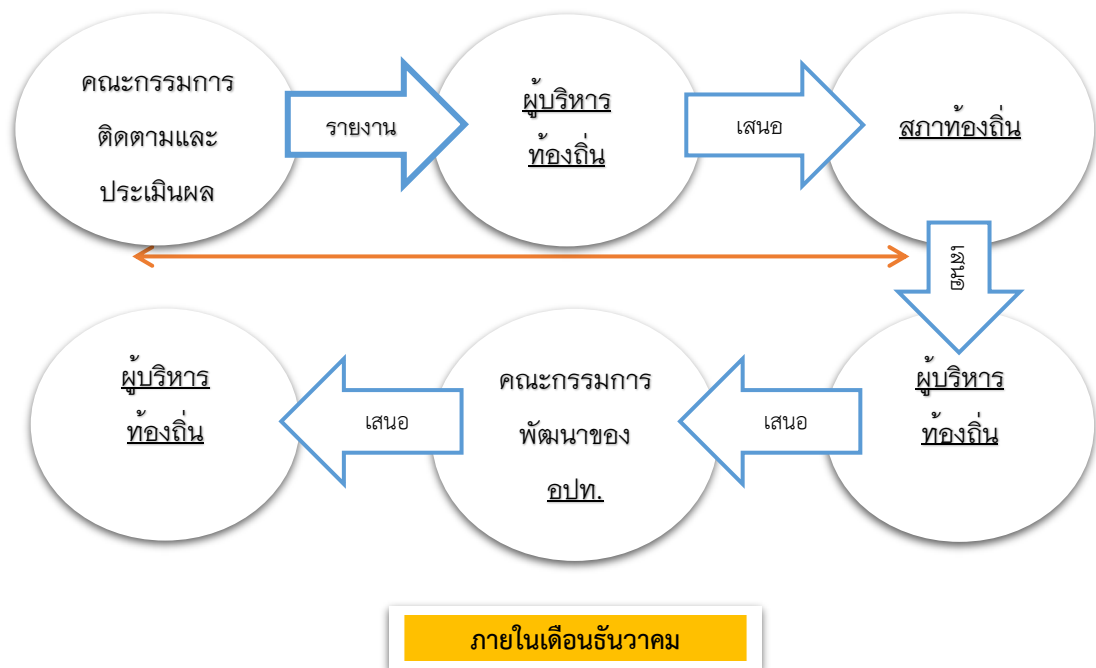 คณะกรรมการ
ติดตามและ
ประเมินผล
รายงาน
ผู้บริหาร
ท้องถิ่น
เสนอ
สภาท้องถิ่น
เสนอ
ผู้บริหาร
ท้องถิ่น
เสนอ
คณะกรรมการ
พัฒนาของ
อปท.
เสนอ
ผู้บริหาร
ท้องถิ่น
ภายในเดือนธันวาคม